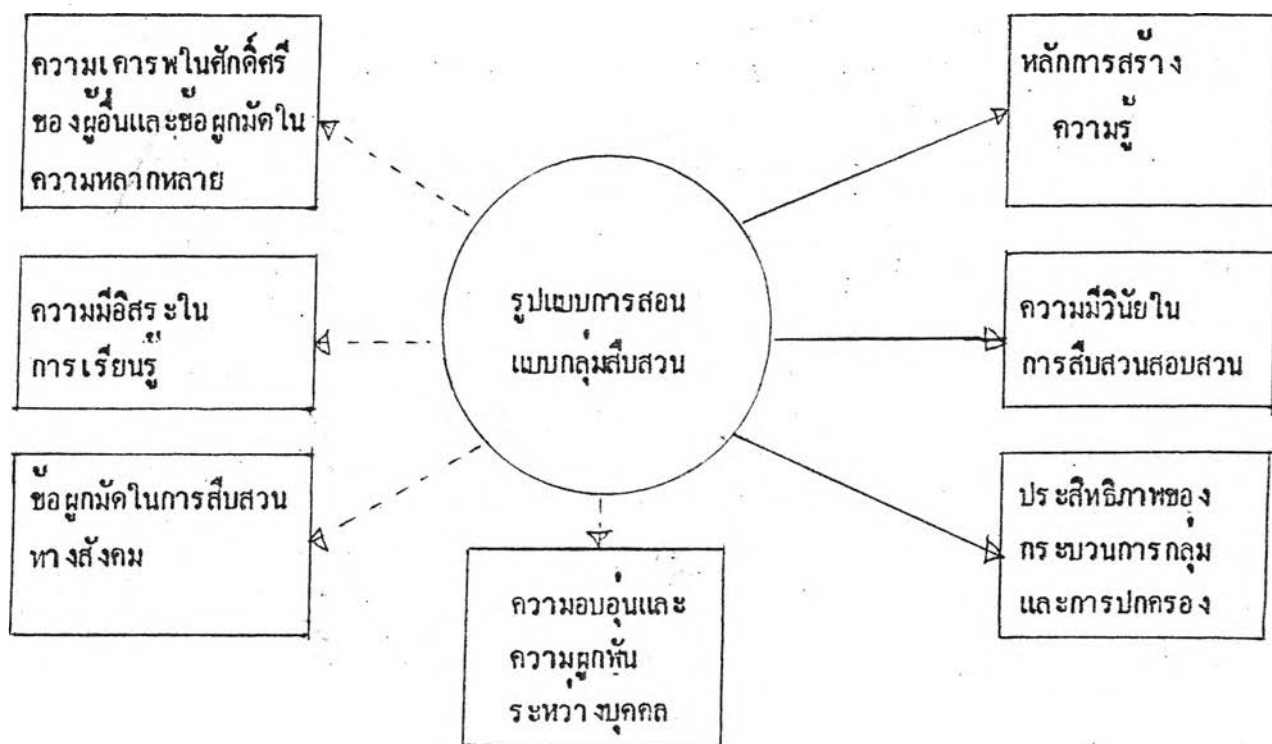 ความเคารพในศักดิ์ศรี
ของผู้อื่นและข้อผูกมัดใน
ความหลากหลาย
หลักการสร้าง
ความรู้
ความมีอิสระใน
การเรียนรู้
รูปแบบการสอน
แบบกลุ่มสืบสวน
ความมีวินัยใน
การสืบสวนสอบสวน
ข้อผูกมัดในการสืบสวน
ทางสังคม
ความอบอุ่นและ
ความผูกพัน
ระหว่างบุคคล
ประสิทธิภาพของ
กระบวนการกลุ่ม
และการปกครอง